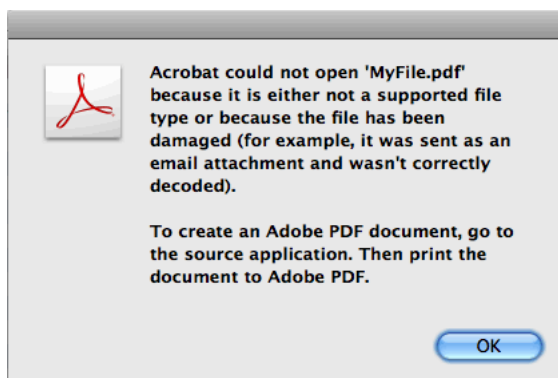 Acrobat could not open 'MyFile.pdf'
because it is either not a supported file
type or because the file has been
damaged (for example, it was sent as an
email attachment and wasn't correctly
decoded).
To create an Adobe PDF document, go to
the source application. Then print the
document to Adobe PDF.
OK